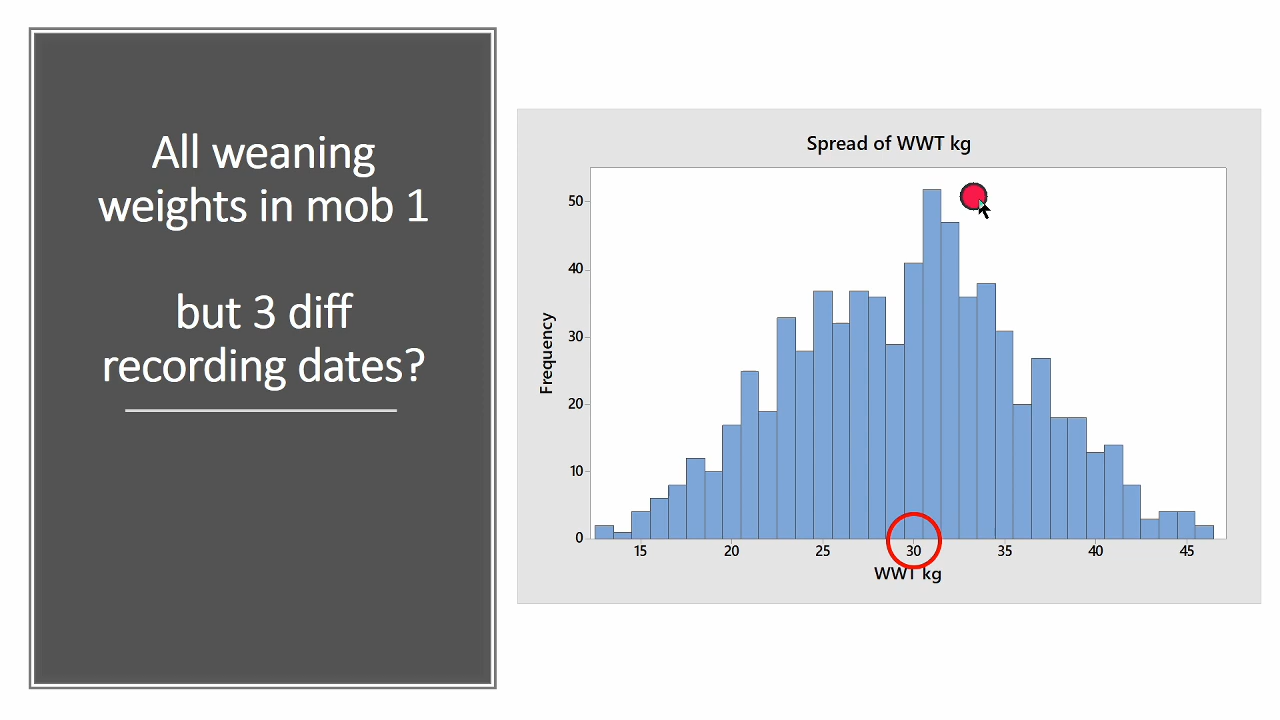 All weaning
weights in mob 1
but 3 diff
recording dates?
Spread of WWT kg
50
40
30
20
10
0
Frequency
15 20 25 30 35 40 45
WWT kg